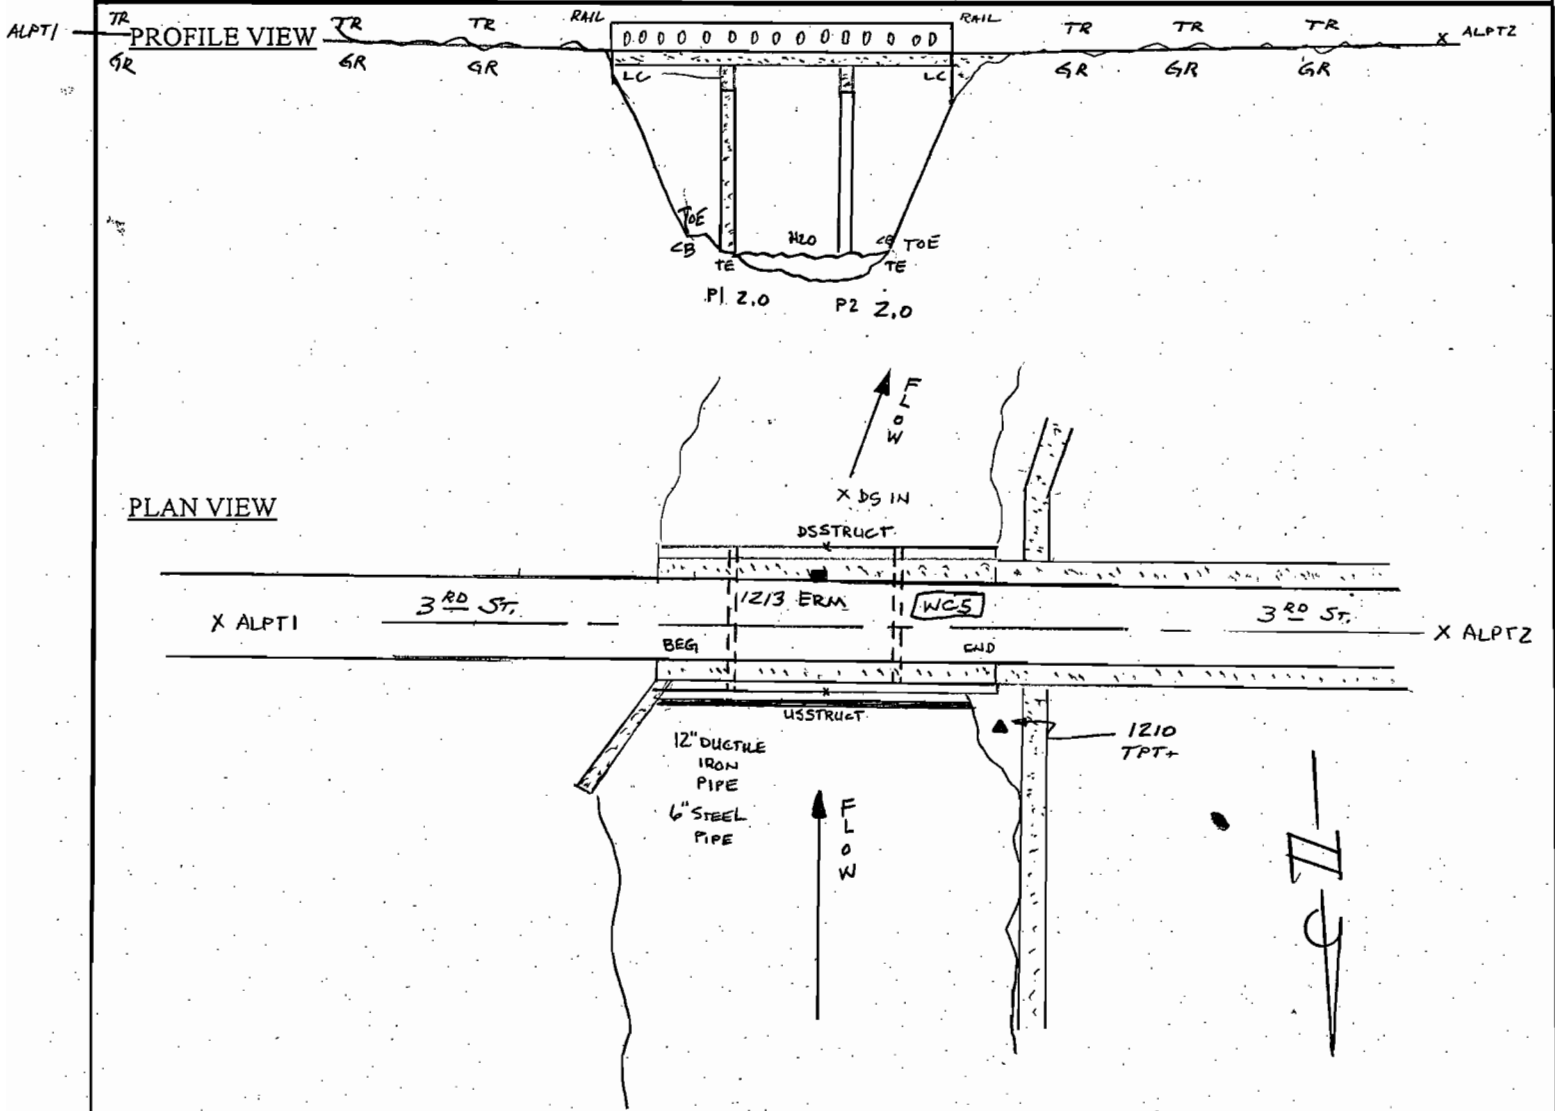 ALPT1 TR PROFILE VIEW TR TR RAIL RAIL TR TR TR X ALPT2
GR GR GR LC LC GR GR GR
TOE H2O TOE
CB CB
TE TE
P1 2.0 P2 2.0
FLOW
X DS IN
PLAN VIEW
DSSTRUCT
3RD ST. 1213 ERM WC5 3RD ST.
X ALPT1 X ALPT2
BEG END
USSTRUCT
12" DUCTILE
IRON
PIPE
6" STEEL
PIPE
FLOW
1210
TPT+
N